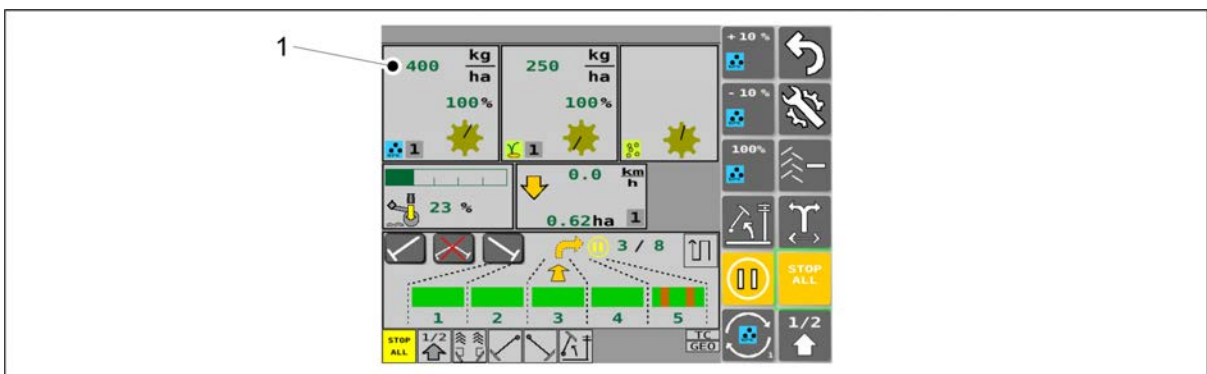 1
400 kg/ha
100%
1
250 kg/ha
100%
1
23 %
0.0 km/h
0.62ha 1
3 / 8
1 2 3 4 5
STOP ALL
1/2
TC
GEO
+10 %
- 10 %
100%
STOP
ALL
1
1/2